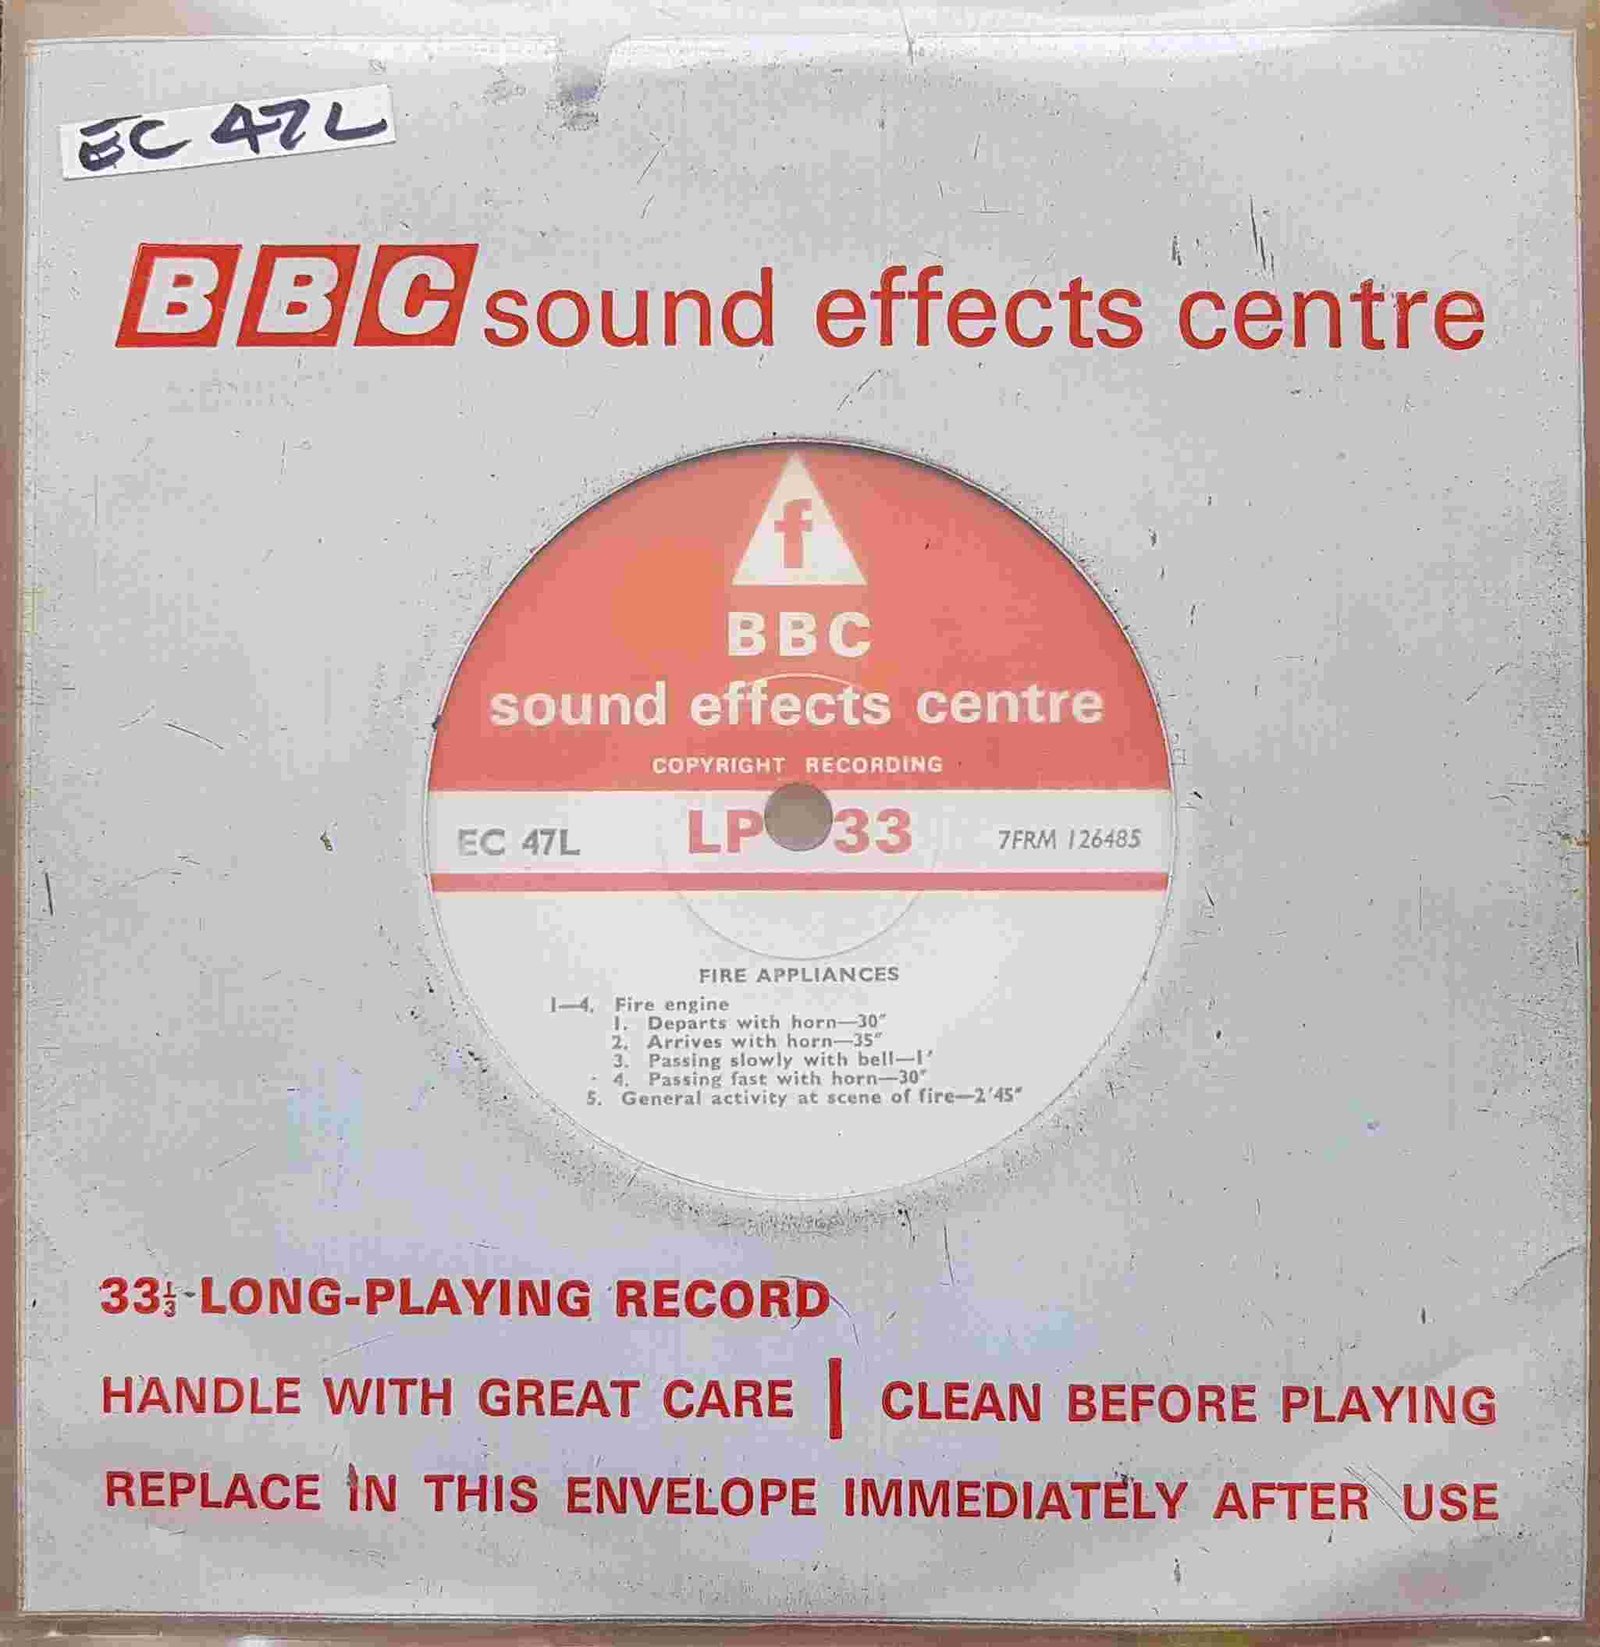 EC 47L
BBC sound effects centre
f
BBC
sound effects centre
COPYRIGHT RECORDING
EC 47L LP 33 7FRM 126485
FIRE APPLIANCES
1—4. Fire engine
1. Departs with horn—30"
2. Arrives with horn—35"
3. Passing slowly with bell—1'
4. Passing fast with horn—30"
5. General activity at scene of fire—2'45"
33⅓ LONG-PLAYING RECORD
HANDLE WITH GREAT CARE | CLEAN BEFORE PLAYING
REPLACE IN THIS ENVELOPE IMMEDIATELY AFTER USE